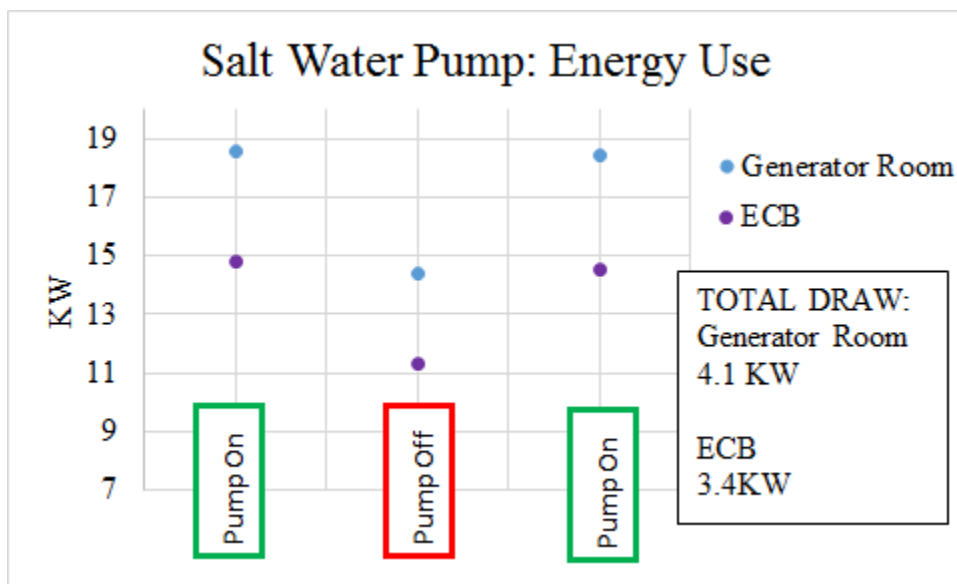 Salt Water Pump: Energy Use
19
17
15
13
11
9
7
KW
Pump On
Pump Off
Pump On
Generator Room
ECB
TOTAL DRAW:
Generator Room
4.1 KW
ECB
3.4KW